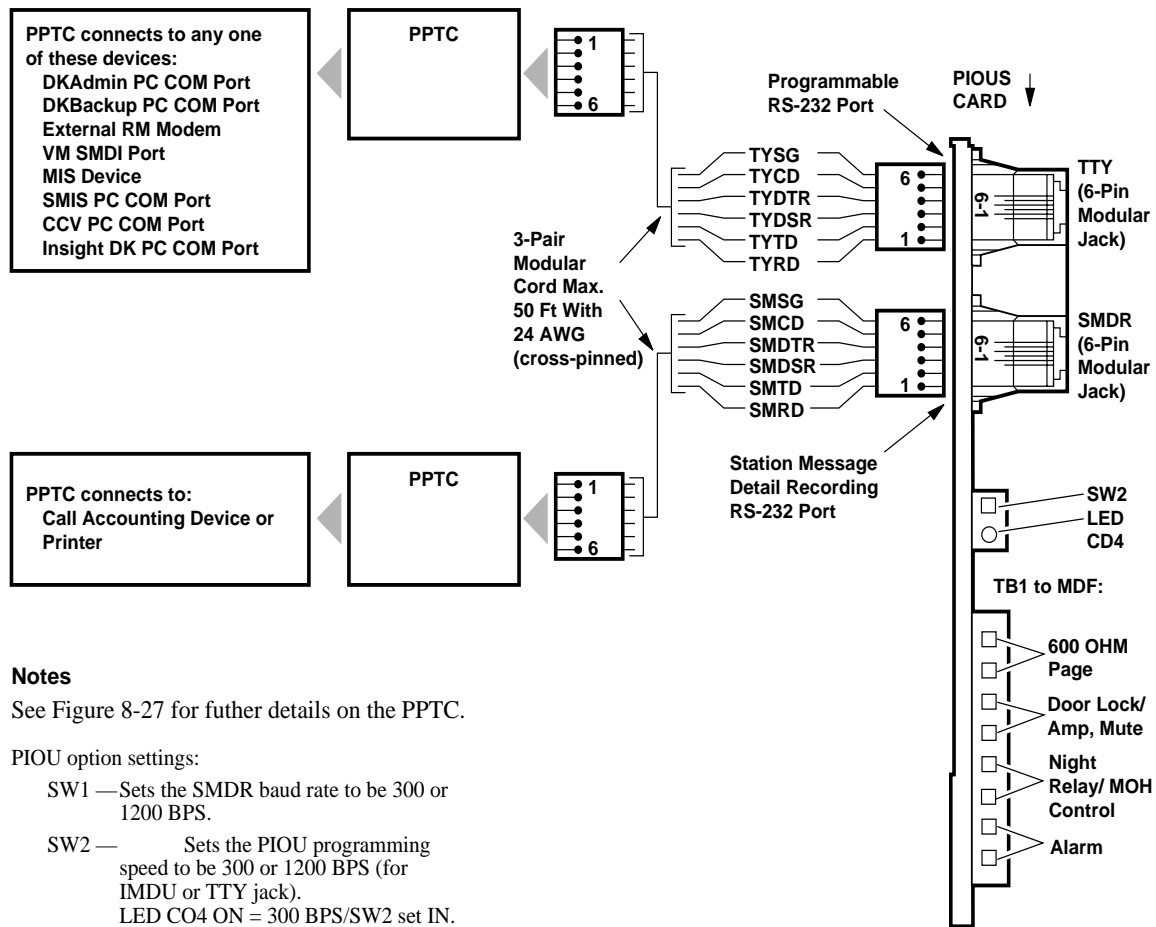 PPTC connects to any one
of these devices:
DKAdmin PC COM Port
DKBackup PC COM Port
External RM Modem
VM SMDI Port
MIS Device
SMIS PC COM Port
CCV PC COM Port
Insight DK PC COM Port
PPTC
1
6
Programmable
RS-232 Port
PIOUS
CARD
TYSG
TYCD
TYDTR
TYDSR
TYTD
TYRD
6
1
6-1
TTY
(6-Pin
Modular
Jack)
3-Pair
Modular
Cord Max.
50 Ft With
24 AWG
(cross-pinned)
SMSG
SMCD
SMDTR
SMDSR
SMTD
SMRD
6
1
6-1
SMDR
(6-Pin
Modular
Jack)
Station Message
Detail Recording
RS-232 Port
PPTC connects to:
Call Accounting Device or
Printer
PPTC
1
6
SW2
LED
CD4
TB1 to MDF:
600 OHM
Page
Door Lock/
Amp, Mute
Night
Relay/ MOH
Control
Alarm
Notes
See Figure 8-27 for futher details on the PPTC.
PIOU option settings:
SW1 —Sets the SMDR baud rate to be 300 or
1200 BPS.
SW2 — Sets the PIOU programming
speed to be 300 or 1200 BPS (for
IMDU or TTY jack).
LED CO4 ON = 300 BPS/SW2 set IN.